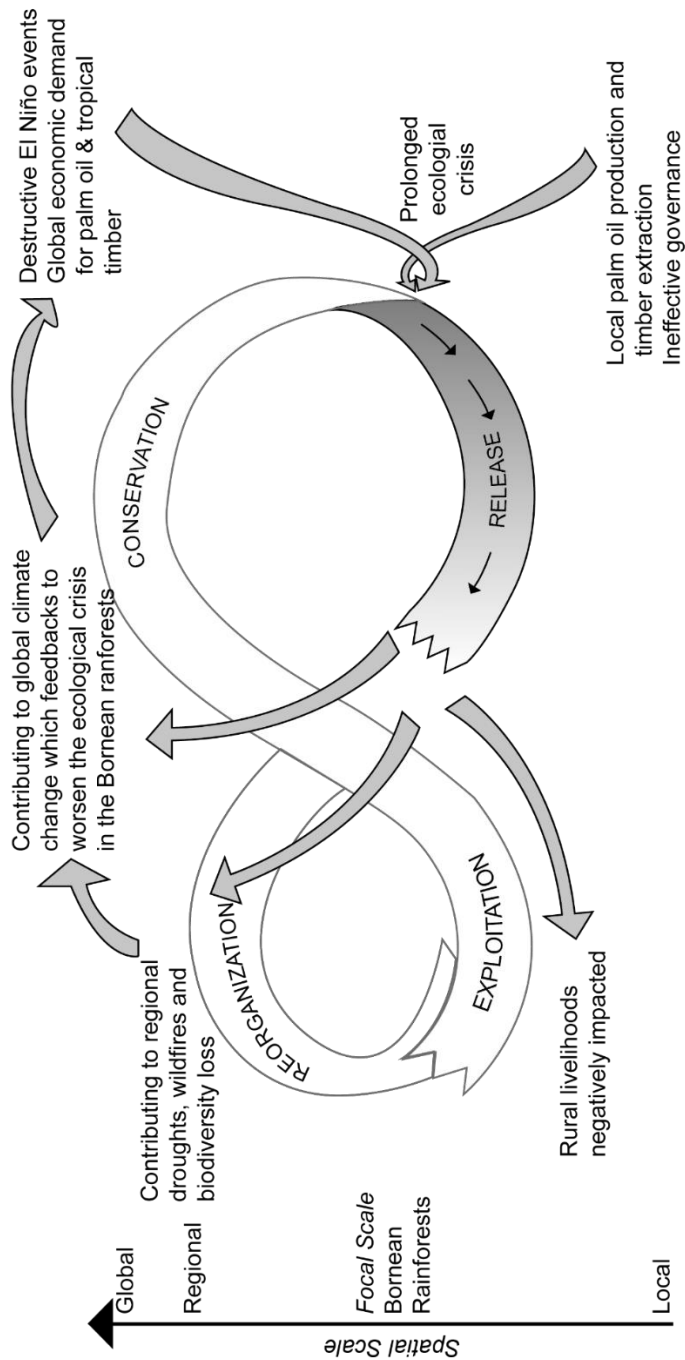 Spatial Scale
Global
Regional
Focal Scale
Bornean
Rainforests
Local
Contributing to regional
droughts, wildfires and
biodiversity loss
Contributing to global climate
change which feedbacks to
worsen the ecological crisis
in the Bornean ranforests
Destructive El Niño events
Global economic demand
for palm oil & tropical
timber
REORGANIZATION
CONSERVATION
EXPLOITATION
RELEASE
Prolonged
ecological
crisis
Rural livelihoods
negatively impacted
Local palm oil production and
timber extraction
Ineffective governance